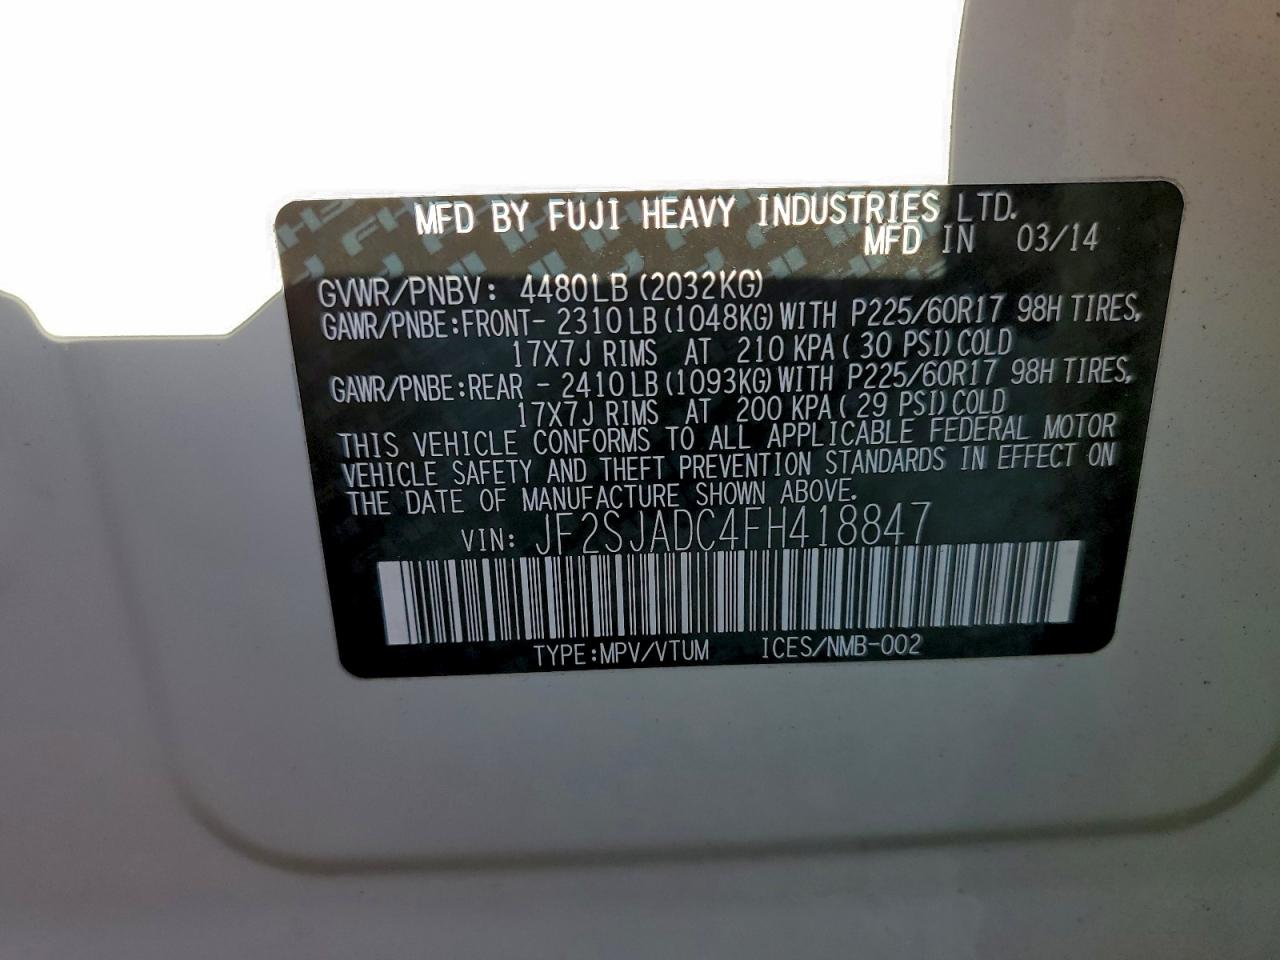 MFD BY FUJI HEAVY INDUSTRIES LTD.
MFD IN 03/14
GVWR/PNBV: 4480LB (2032KG)
GAWR/PNBE:FRONT- 2310 LB (1048KG) WITH P225/60R17 98H TIRES,
17X7J RIMS AT 210 KPA ( 30 PSI) COLD
GAWR/PNBE:REAR - 2410LB (1093KG) WITH P225/60R17 98H TIRES,
17X7J RIMS AT 200 KPA ( 29 PSI) COLD
THIS VEHICLE CONFORMS TO ALL APPLICABLE FEDERAL MOTOR
VEHICLE SAFETY AND THEFT PREVENTION STANDARDS IN EFFECT ON
THE DATE OF MANUFACTURE SHOWN ABOVE.
VIN: JF2SJADC4FH418847
TYPE:MPV/VTUM ICES/NMB-002